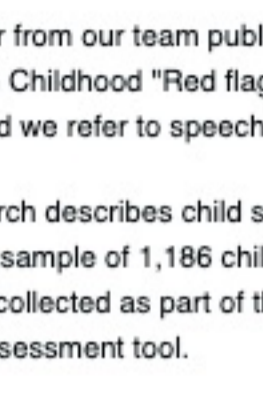 r from our team publ
Childhood "Red flag
d we refer to speech
rch describes child s
sample of 1,186 chil
collected as part of t
sessment tool.